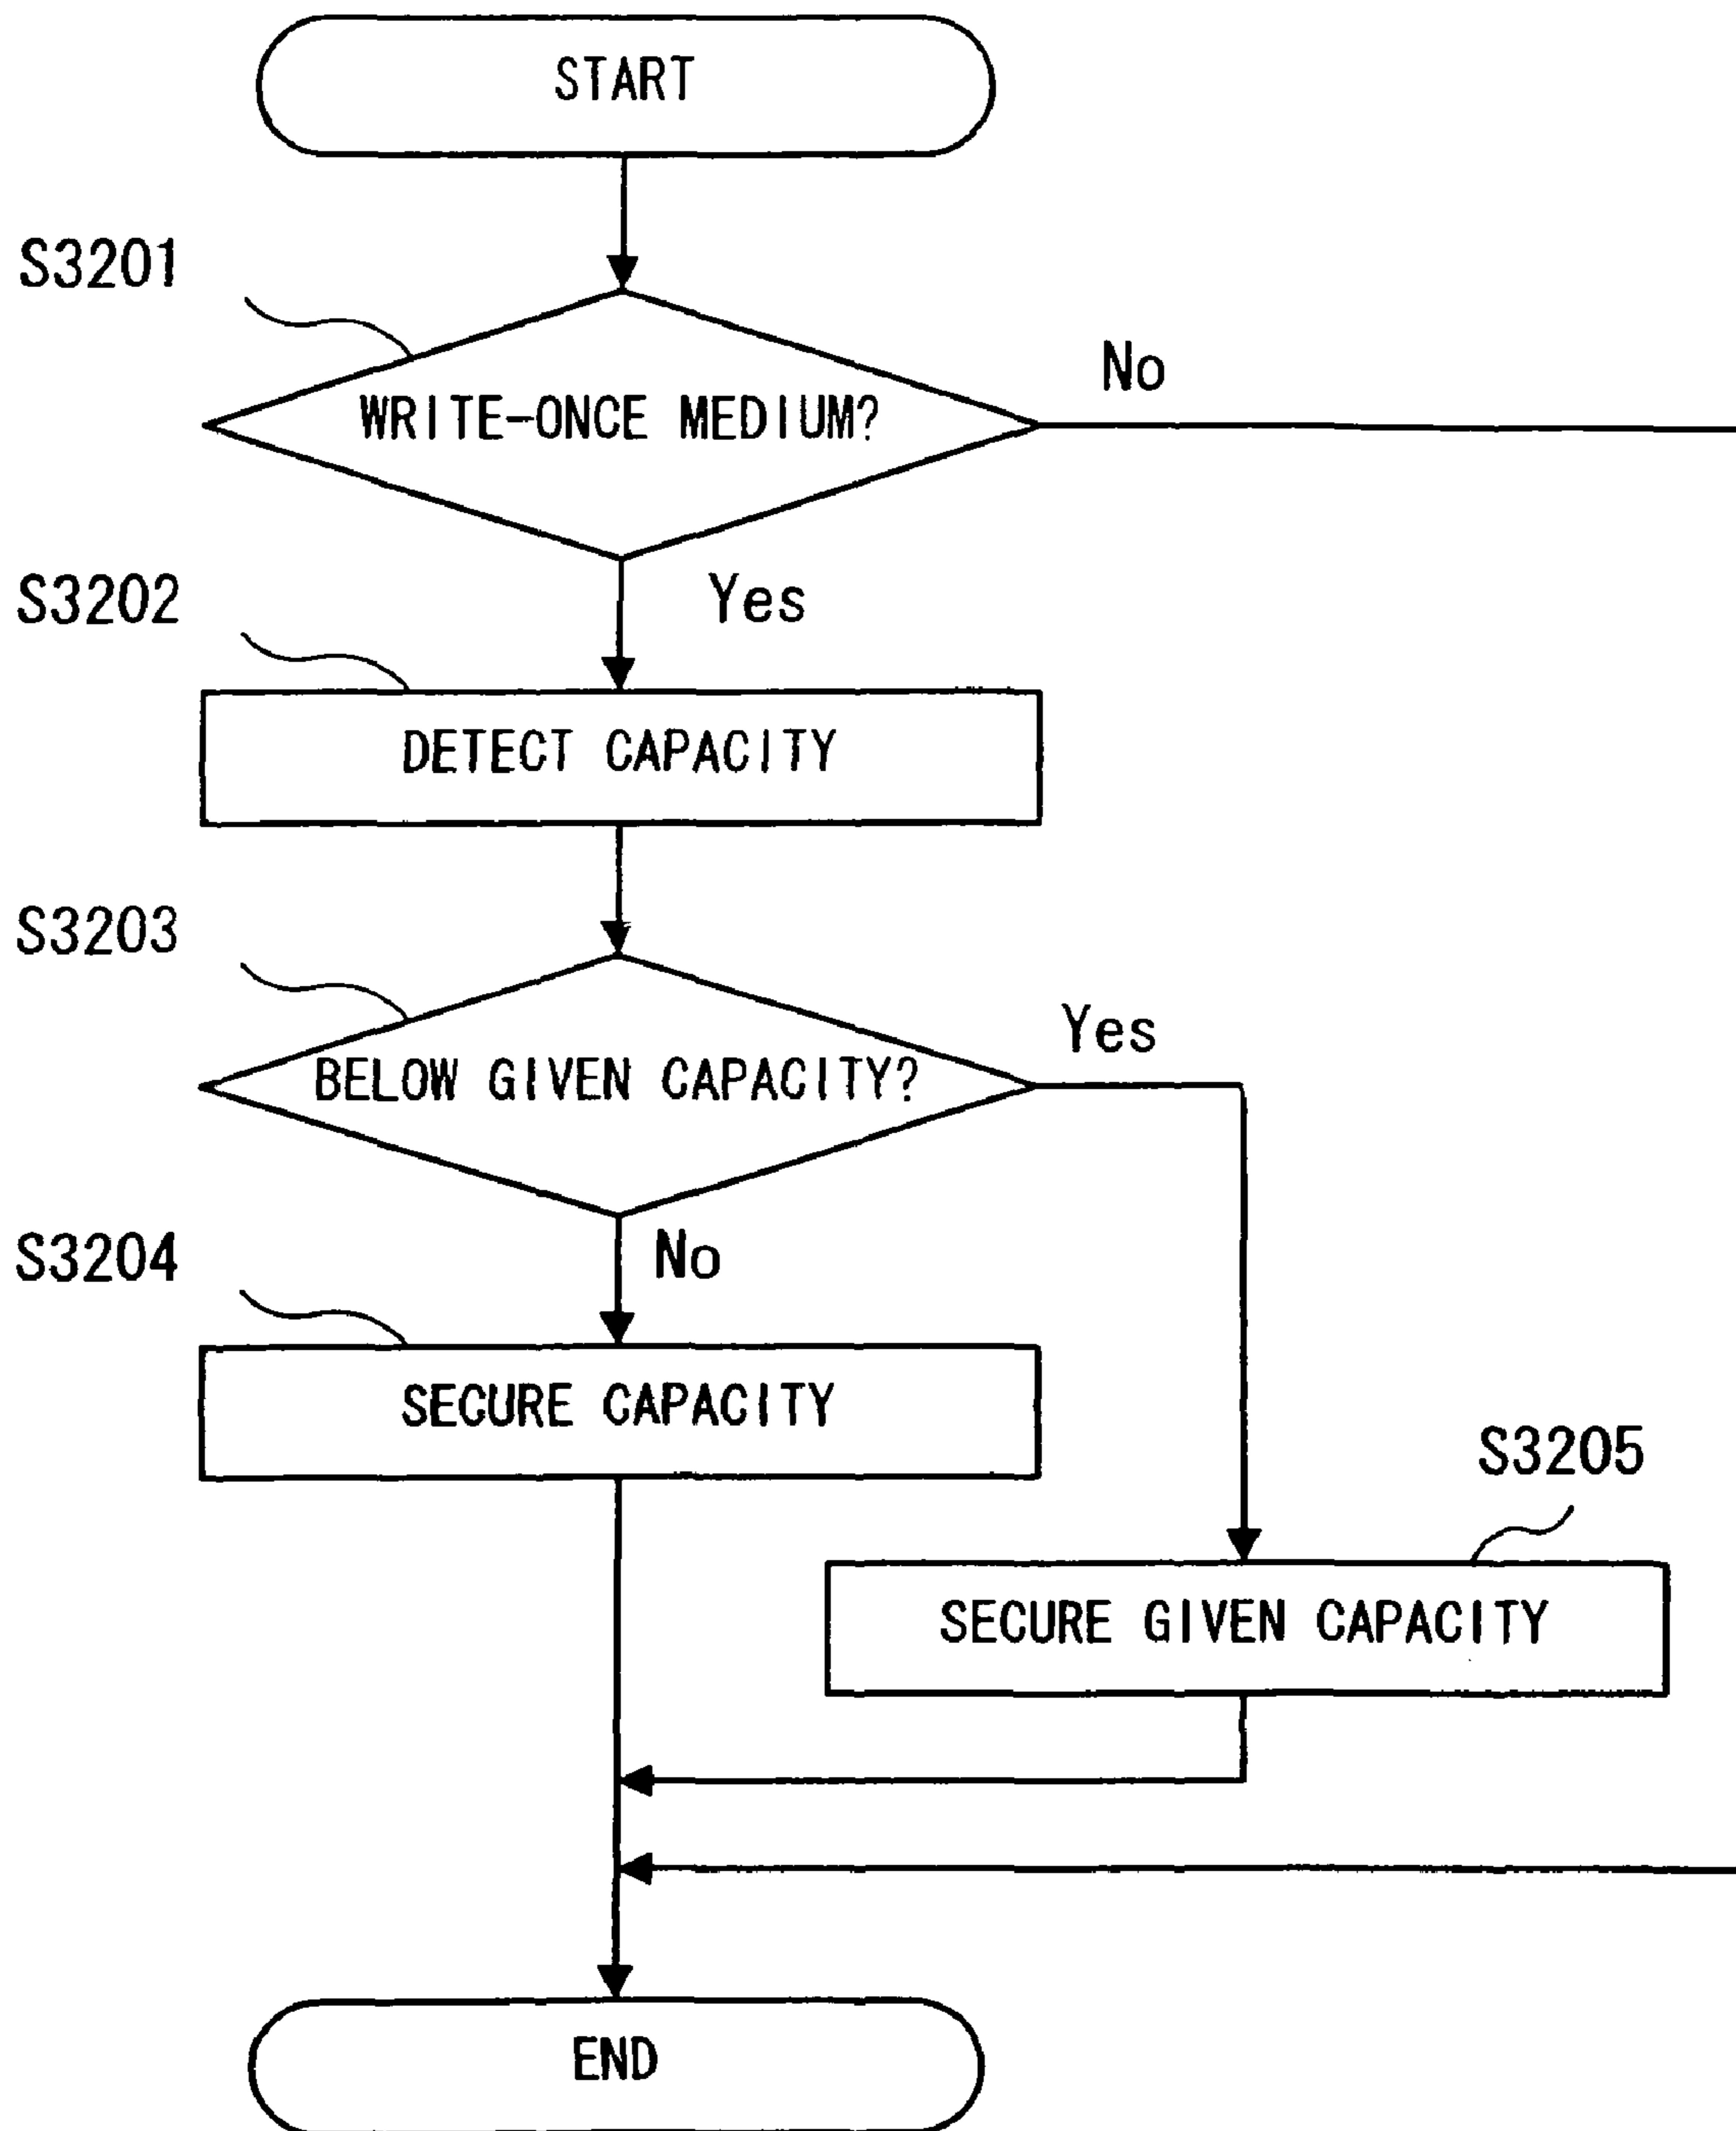 START
S3201
WRITE-ONCE MEDIUM?
No
Yes
S3202
DETECT CAPACITY
S3203
BELOW GIVEN CAPACITY?
Yes
No
S3204
SECURE CAPACITY
S3205
SECURE GIVEN CAPACITY
END